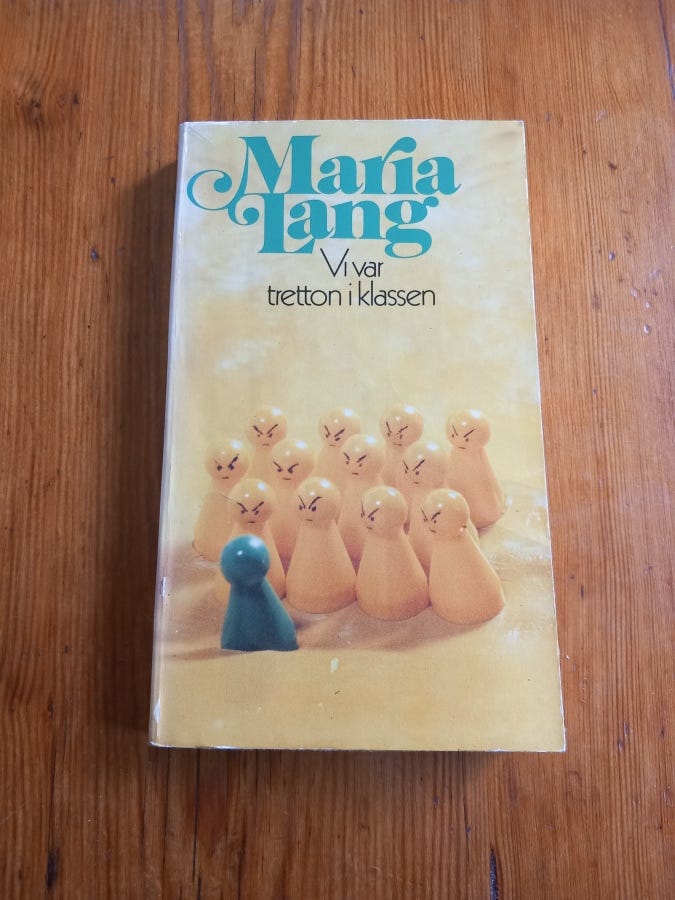 Maria
Lang
Vi var
tretton i klassen